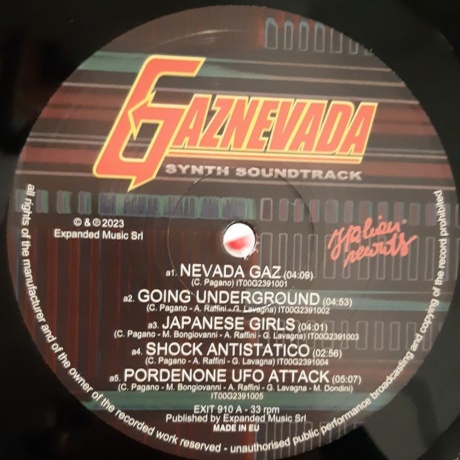 GAZNEVADA
SYNTH SOUNDTRACK
© & ℗ 2023
Expanded Music Srl
Italian rewrits
a1. NEVADA GAZ (04:09)
(C. Pagano) IT00G2391001
a2. GOING UNDERGROUND (04:53)
(C. Pagano - A. Raffini - G. Lavagna) IT00G2391002
a3. JAPANESE GIRLS (04:01)
(C. Pagano - M. Bongiovanni - A. Raffini - G. Lavagna) IT00G2391003
a4. SHOCK ANTISTATICO (02:56)
(C. Pagano - A. Raffini - G. Lavagna) IT00G2391004
a5. PORDENONE UFO ATTACK (05:07)
(C. Pagano - M. Bongiovanni - A. Raffini - G. Lavagna - M. Dondini)
IT00G2391005
EXIT 910 A - 33 rpm
Published by Expanded Music Srl
MADE IN EU
all rights of the manufacturer and of the owner of the recorded work reserved - unauthorised public performance broadcasting and copying of the record prohibited